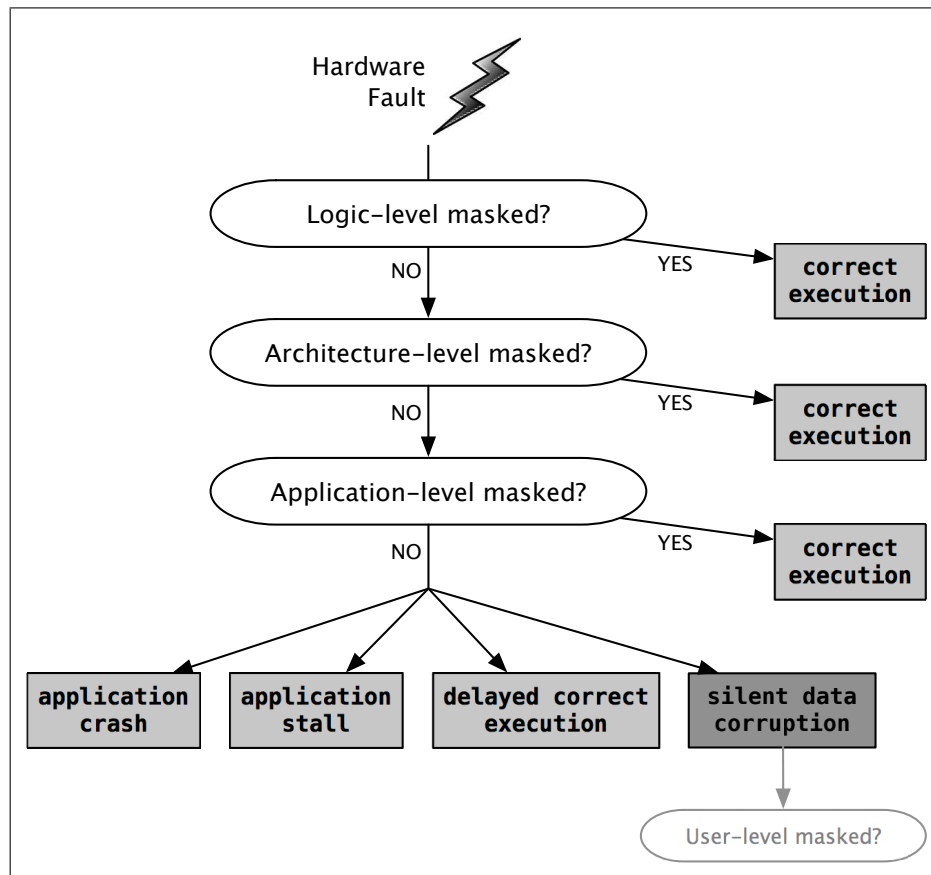 Hardware
Fault
Logic-level masked?
NO
YES
correct
execution
Architecture-level masked?
NO
YES
correct
execution
Application-level masked?
NO
YES
correct
execution
application
crash
application
stall
delayed correct
execution
silent data
corruption
User-level masked?